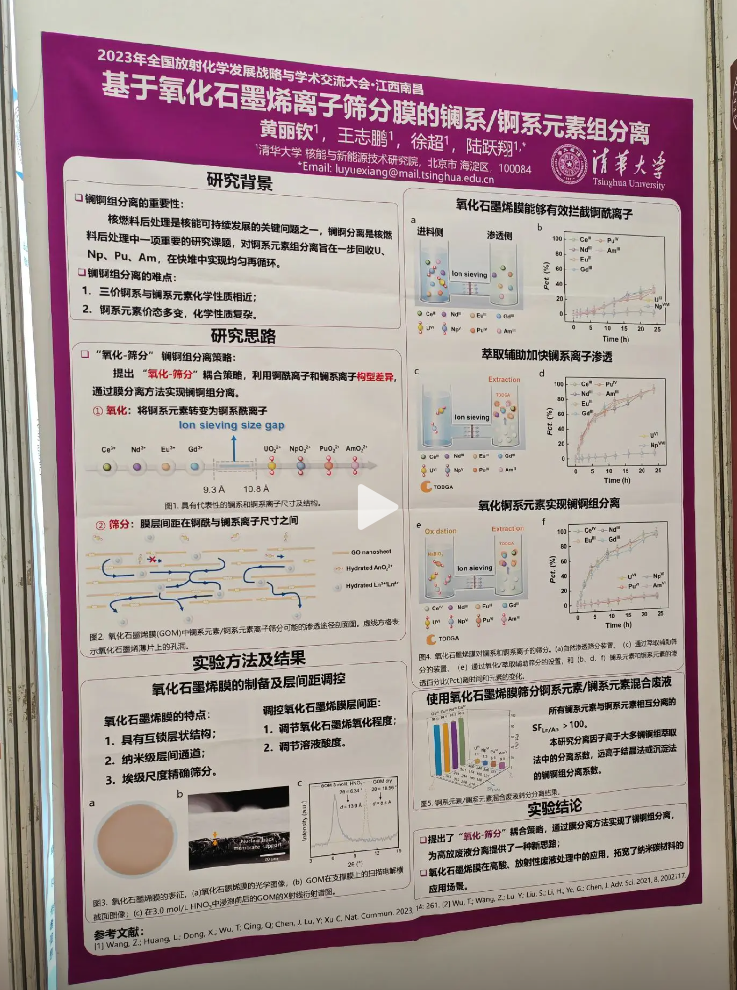 2023年全国放射化学发展战略与学术交流大会·江西南昌
基于氧化石墨烯离子筛分膜的镧系/锕系元素组分离
黄丽钦¹，王志鹏¹，徐超¹，陆跃翔¹,*
¹清华大学 核能与新能源技术研究院，北京市 海淀区，100084
*Email: luyuexiang@mail.tsinghua.edu.cn
清华大学
Tsinghua University
研究背景
镧锕组分离的重要性：
核燃料后处理是核能可持续发展的关键问题之一，镧锕分离是核燃
料后处理中一项重要的研究课题，对锕系元素组分离旨在一步回收U、
Np、Pu、Am，在快堆中实现均匀再循环。
镧锕组分离的难点：
1. 三价锕系与镧系元素化学性质相近；
2. 锕系元素价态多变，化学性质复杂。
研究思路
“氧化-筛分” 镧锕组分离策略：
提出 “氧化-筛分” 耦合策略，利用锕酰离子和镧系离子构型差异，
通过膜分离方法实现镧锕组分离。
① 氧化：将锕系元素转变为锕系酰离子
Ion sieving size gap
Ce³⁺ Nd³⁺ Eu³⁺ Gd³⁺ UO₂²⁺ NpO₂²⁺ PuO₂²⁺ AmO₂²⁺
9.3 Å 10.8 Å
图1. 具有代表性的镧系和锕系离子尺寸及结构。
② 筛分：膜层间距在锕酰与镧系离子尺寸之间
GO nanosheet
Hydrated AnO₂²⁺
Hydrated Ln³⁺/Ln⁴⁺
图2. 氧化石墨烯膜(GOM)中镧系元素/锕系元素离子筛分可能的渗透途径剖面图。虚线方格表
示氧化石墨烯薄片上的孔洞。
实验方法及结果
氧化石墨烯膜的制备及层间距调控
氧化石墨烯膜的特点：
1. 具有互锁层状结构；
2. 纳米级层间通道；
3. 埃级尺度精确筛分。
调控氧化石墨烯膜层间距：
1. 调节氧化石墨烯氧化程度；
2. 调节溶液酸度。
a
b
Nuclear track
membrane support
c
Intensity (a.u.)
2θ (°)
图3. 氧化石墨烯膜的表征，(a)氧化石墨烯膜的光学图像，(b) GOM在支撑膜上的扫描电解横
截面图像；(c) 在3.0 mol/L HNO₃中浸泡前后的GOM的X射线衍射谱图。
参考文献：
[1] Wang, Z.; Huang, L.; Dong, X.; Wu, T; Qing, Q; Chen, J. Lu, Y; Xu C. Nat. Commun. 2023, 14: 261. [2] Wu, T.; Wang, Z.; Lu Y; Liu, S.; Li, H.; Ye, G.; Chen, J. Adv. Sci. 2021, 8, 2002717.
氧化石墨烯膜能够有效拦截锕酰离子
a
进料侧 渗透侧
Ion sieving
b
Pct. (%)
Time (h)
萃取辅助加快镧系离子渗透
c
Extraction
TODGA
Ion sieving
TODGA
d
Pct. (%)
Time (h)
氧化锕系元素实现镧锕组分离
e
Extraction
TODGA
Ion sieving
TODGA
f
Pct. (%)
Time (h)
图4. 氧化石墨烯膜对镧系和锕系离子的筛分。(a)自然渗透筛分装置，(c) 通过萃取辅助筛
分的装置，(e) 通过氧化/萃取辅助筛分的装置，和 (b, d, f) 镧系元素和锕系元素的渗
透百分比(Pct)随时间和元素的变化。
使用氧化石墨烯膜筛分锕系元素/镧系元素混合废液
所有镧系元素与锕系元素相互分离的
SF Ln/An > 100。
本研究分离因子高于大多镧锕组萃取
法中的分离系数，远高于结晶法或沉淀法
的镧锕组分离系数。
图5. 锕系元素/镧系元素混合废液筛分分离结果。
实验结论
提出了“氧化-筛分” 耦合策略，通过膜分离方法实现了镧锕组分离，
为高放废液分离提供了一种新思路；
氧化石墨烯膜在高酸、放射性废液处理中的应用，拓宽了纳米碳材料的
应用场景。